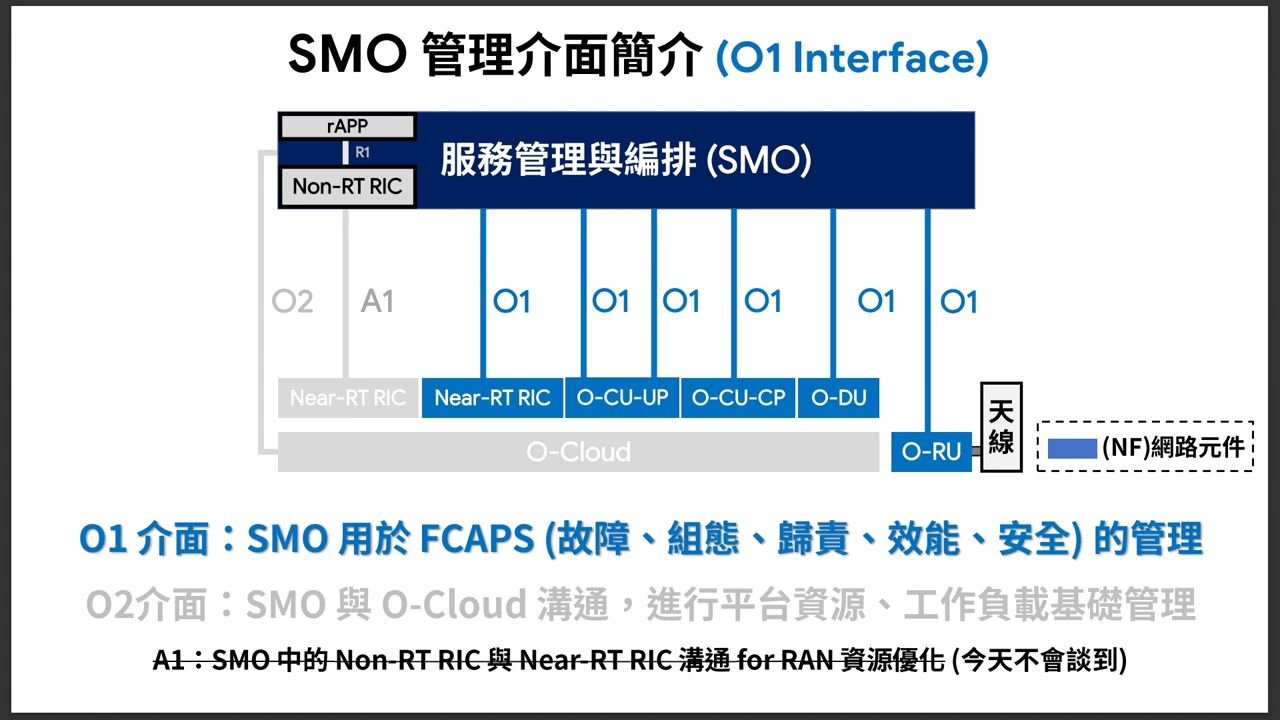 SMO 管理介面簡介 (O1 Interface)
rAPP
R1
Non-RT RIC
服務管理與編排 (SMO)
O2
A1
O1
O1
O1
O1
O1
O1
Near-RT RIC
Near-RT RIC
O-CU-UP
O-CU-CP
O-DU
O-Cloud
O-RU
天線
(NF)網路元件
O1 介面：SMO 用於 FCAPS (故障、組態、歸責、效能、安全) 的管理
O2介面：SMO 與 O-Cloud 溝通，進行平台資源、工作負載基礎管理
A1：SMO 中的 Non-RT RIC 與 Near-RT RIC 溝通 for RAN 資源優化 (今天不會談到)